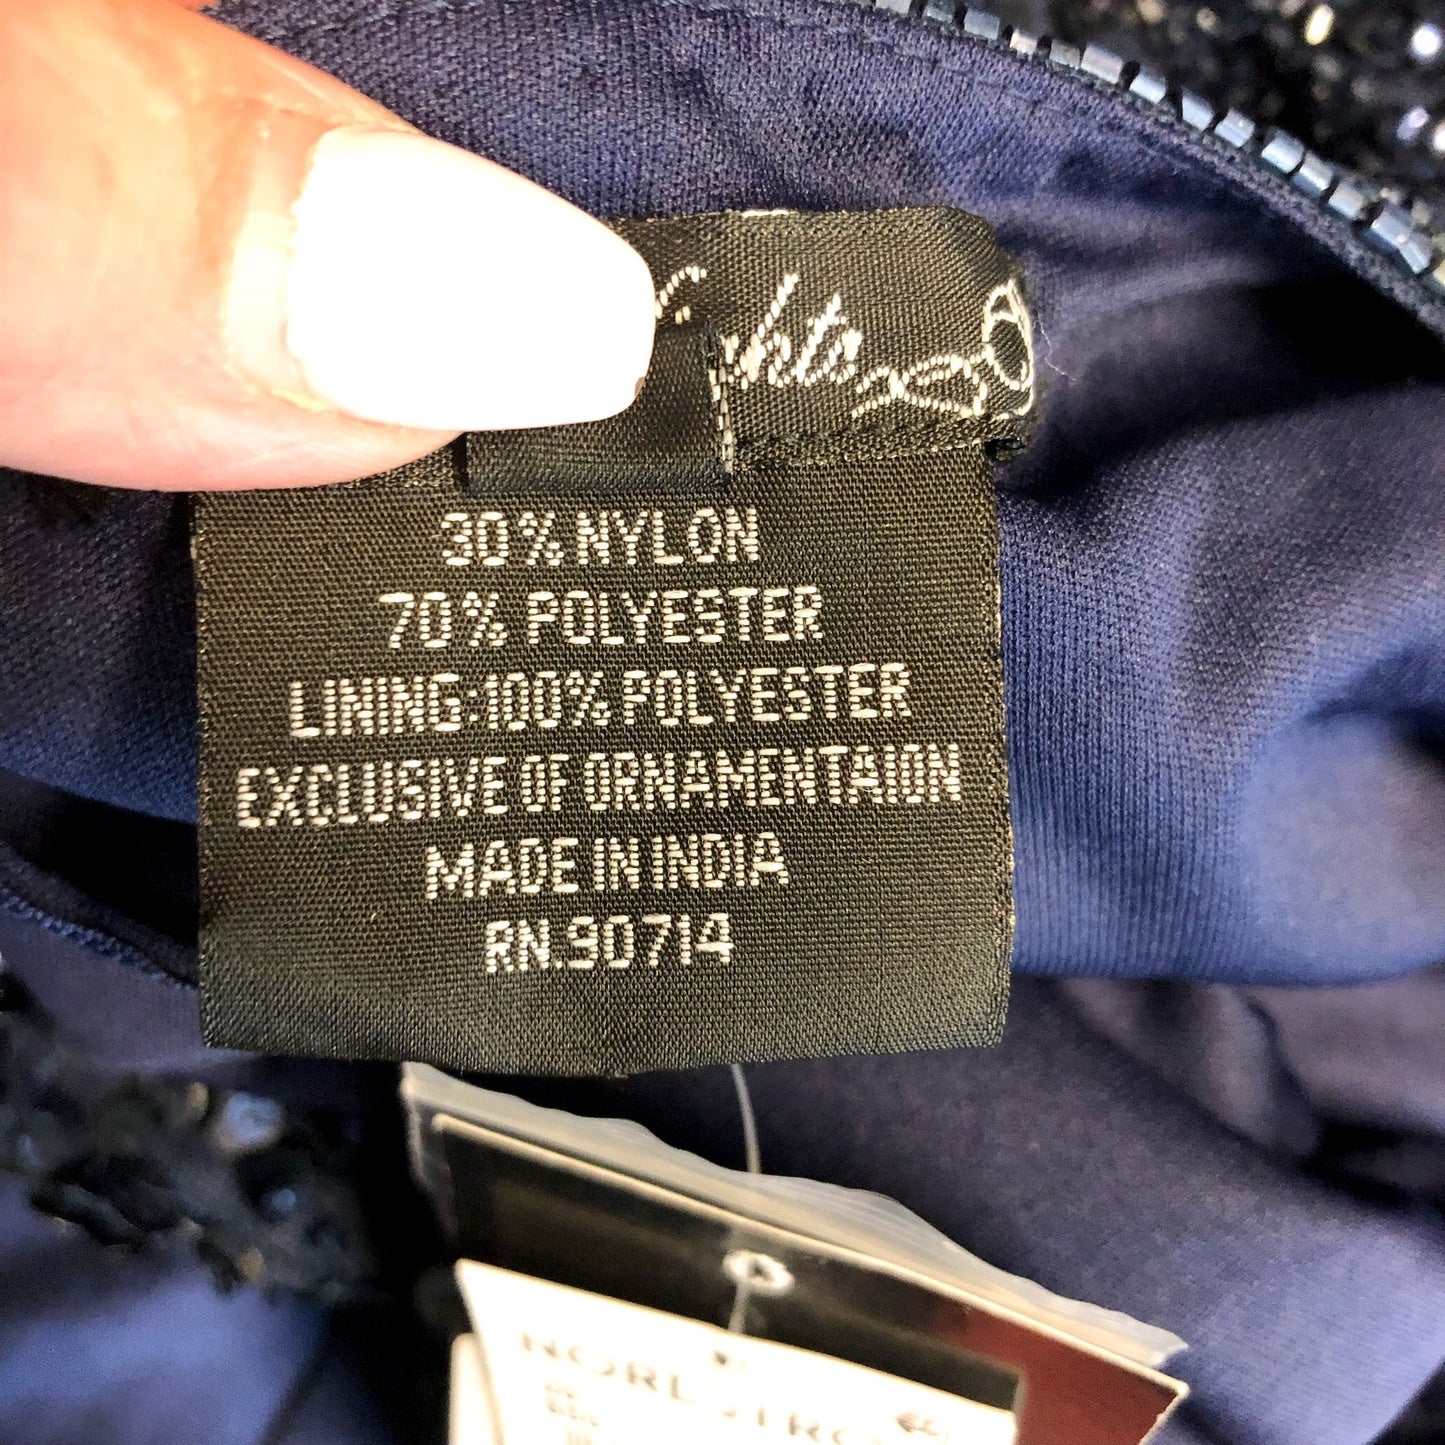 30% NYLON
70% POLYESTER
LINING:100% POLYESTER
EXCLUSIVE OF ORNAMENTAION
MADE IN INDIA
RN 90714